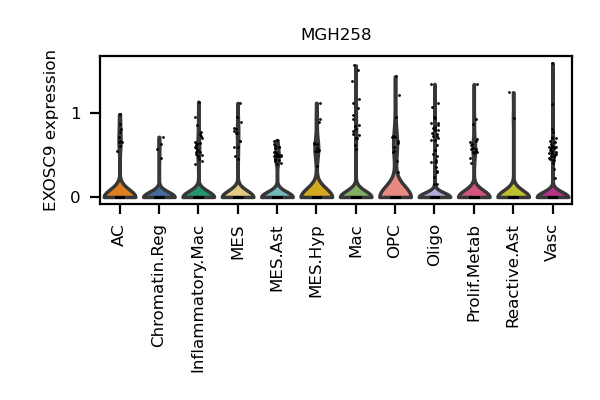 MGH258
EXOSC9 expression
1
0
AC
Chromatin.Reg
Inflammatory.Mac
MES
MES.Ast
MES.Hyp
Mac
OPC
Oligo
Prolif.Metab
Reactive.Ast
Vasc